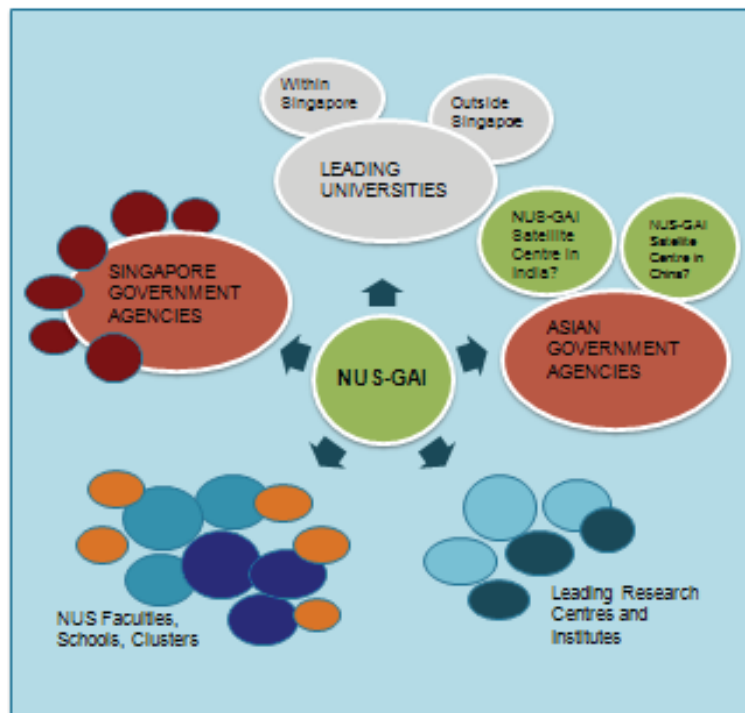 Within
Singapore
Outside
Singapoe
LEADING
UNIVERSITIES
NUS-GAI
Satellite
Centre in
India?
NUS-GAI
Satelite
Centre in
China?
SINGAPORE
GOVERNMENT
AGENCIES
ASIAN
GOVERNMENT
AGENCIES
NUS-GAI
NUS Faculties,
Schools, Clusters
Leading Research
Centres and
Institutes